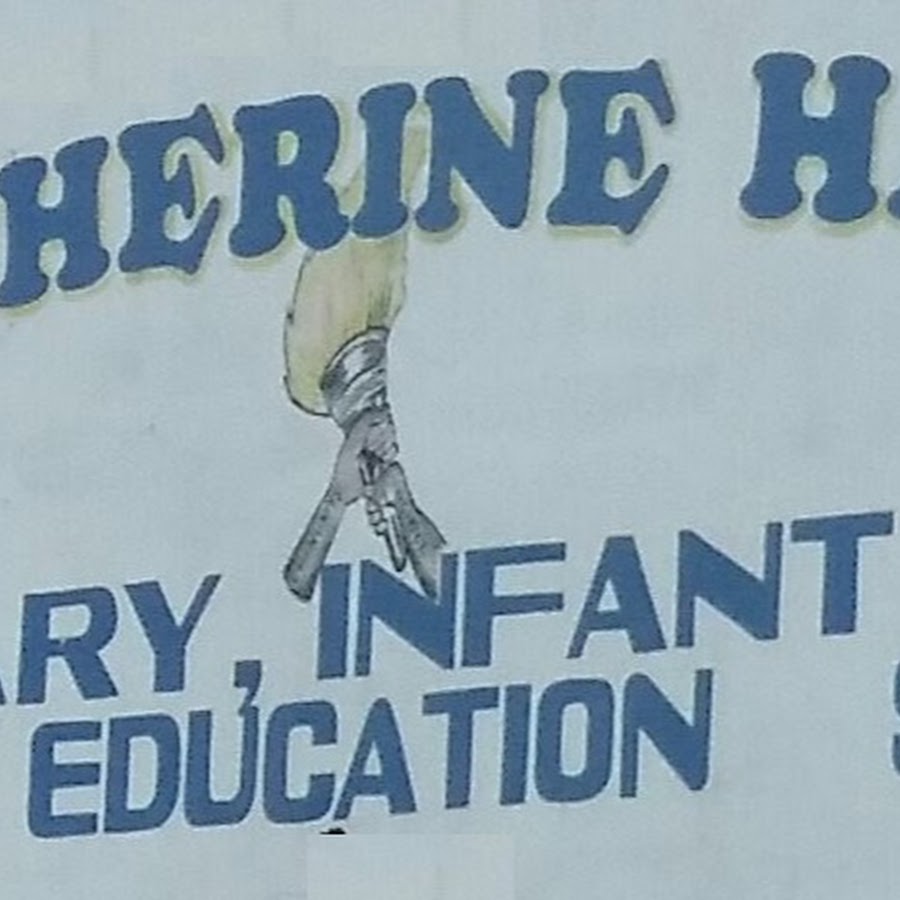 HERINE H
ARY, INFANT
EDUCATION S